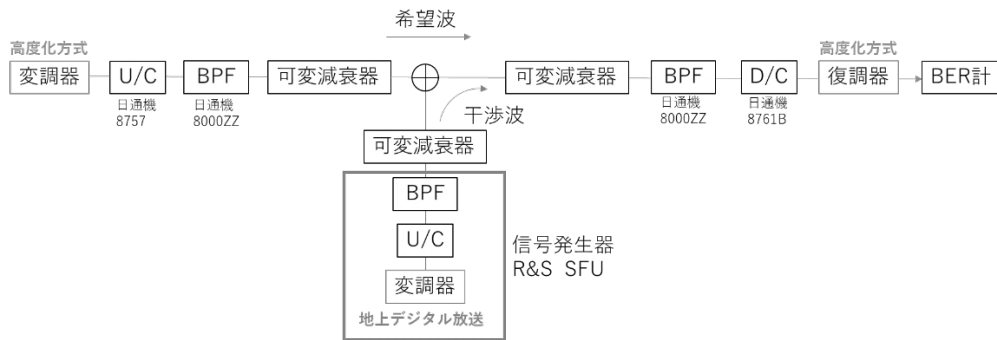 希望波
高度化方式
変調器
U/C
日通機
8757
BPF
日通機
8000ZZ
可変減衰器
可変減衰器
BPF
日通機
8000ZZ
D/C
日通機
8761B
高度化方式
復調器
BER計
干渉波
可変減衰器
BPF
U/C
変調器
地上デジタル放送
信号発生器
R&S SFU